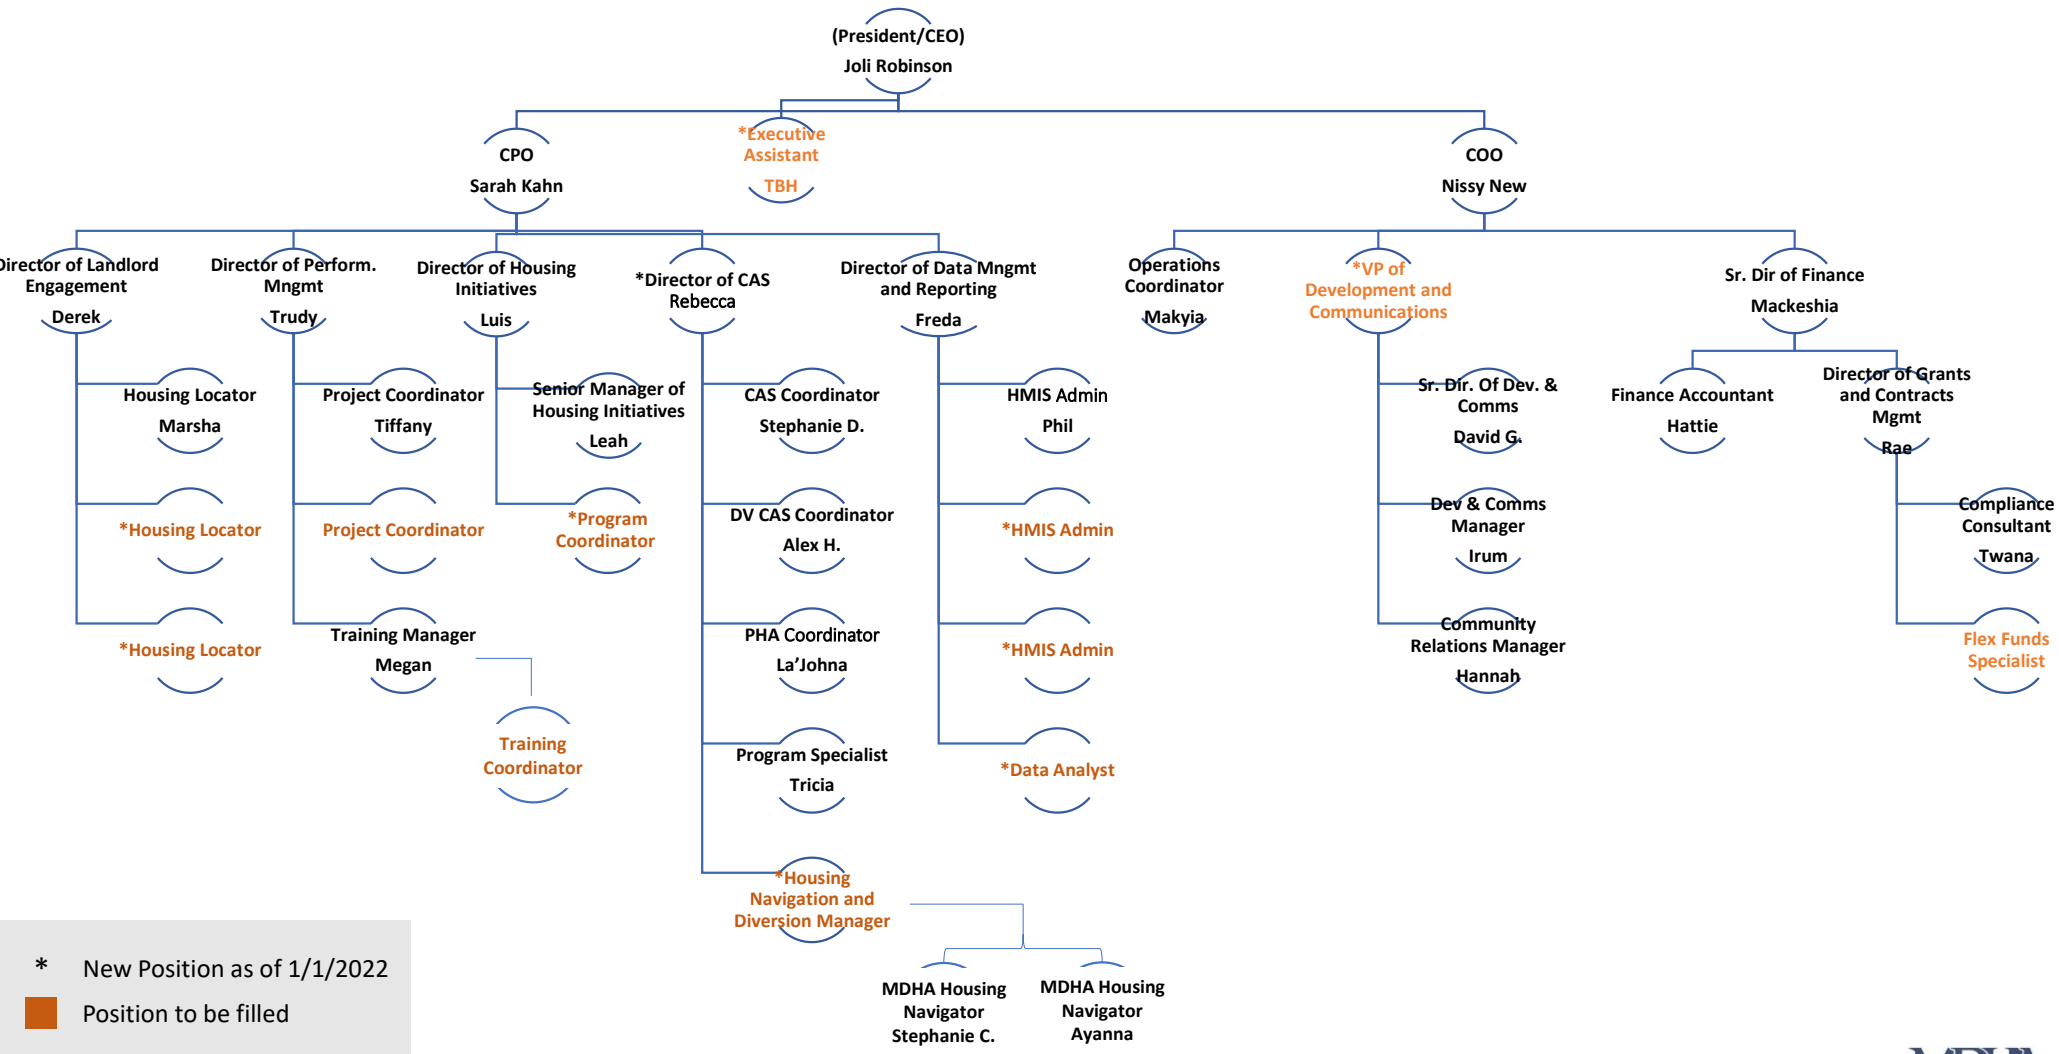 (President/CEO)
Joli Robinson
*Executive
Assistant
TBH
CPO
Sarah Kahn
COO
Nissy New
Director of Landlord
Engagement
Derek
Director of Perform.
Mngmt
Trudy
Director of Housing
Initiatives
Luis
*Director of CAS
Rebecca
Director of Data Mngmt
and Reporting
Freda
Operations
Coordinator
Makyia
*VP of
Development and
Communications
Sr. Dir of Finance
Mackeshia
Housing Locator
Marsha
Project Coordinator
Tiffany
Senior Manager of
Housing Initiatives
Leah
CAS Coordinator
Stephanie D.
HMIS Admin
Phil
Sr. Dir. Of Dev. &
Comms
David G.
Finance Accountant
Hattie
Director of Grants
and Contracts
Mgmt
Rae
*Housing Locator
Project Coordinator
*Program
Coordinator
DV CAS Coordinator
Alex H.
*HMIS Admin
Dev & Comms
Manager
Irum
Compliance
Consultant
Twana
*Housing Locator
Training Manager
Megan
PHA Coordinator
La’Johna
*HMIS Admin
Community
Relations Manager
Hannah
Flex Funds
Specialist
Training
Coordinator
Program Specialist
Tricia
*Data Analyst
*Housing
Navigation and
Diversion Manager
MDHA Housing
Navigator
Stephanie C.
MDHA Housing
Navigator
Ayanna
* New Position as of 1/1/2022
Position to be filled